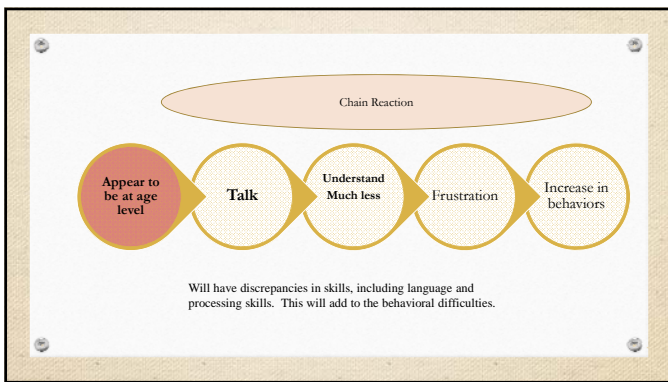 Chain Reaction
Appear to
be at age
level
Talk
Understand
Much less
Frustration
Increase in
behaviors
Will have discrepancies in skills, including language and
processing skills.  This will add to the behavioral difficulties.